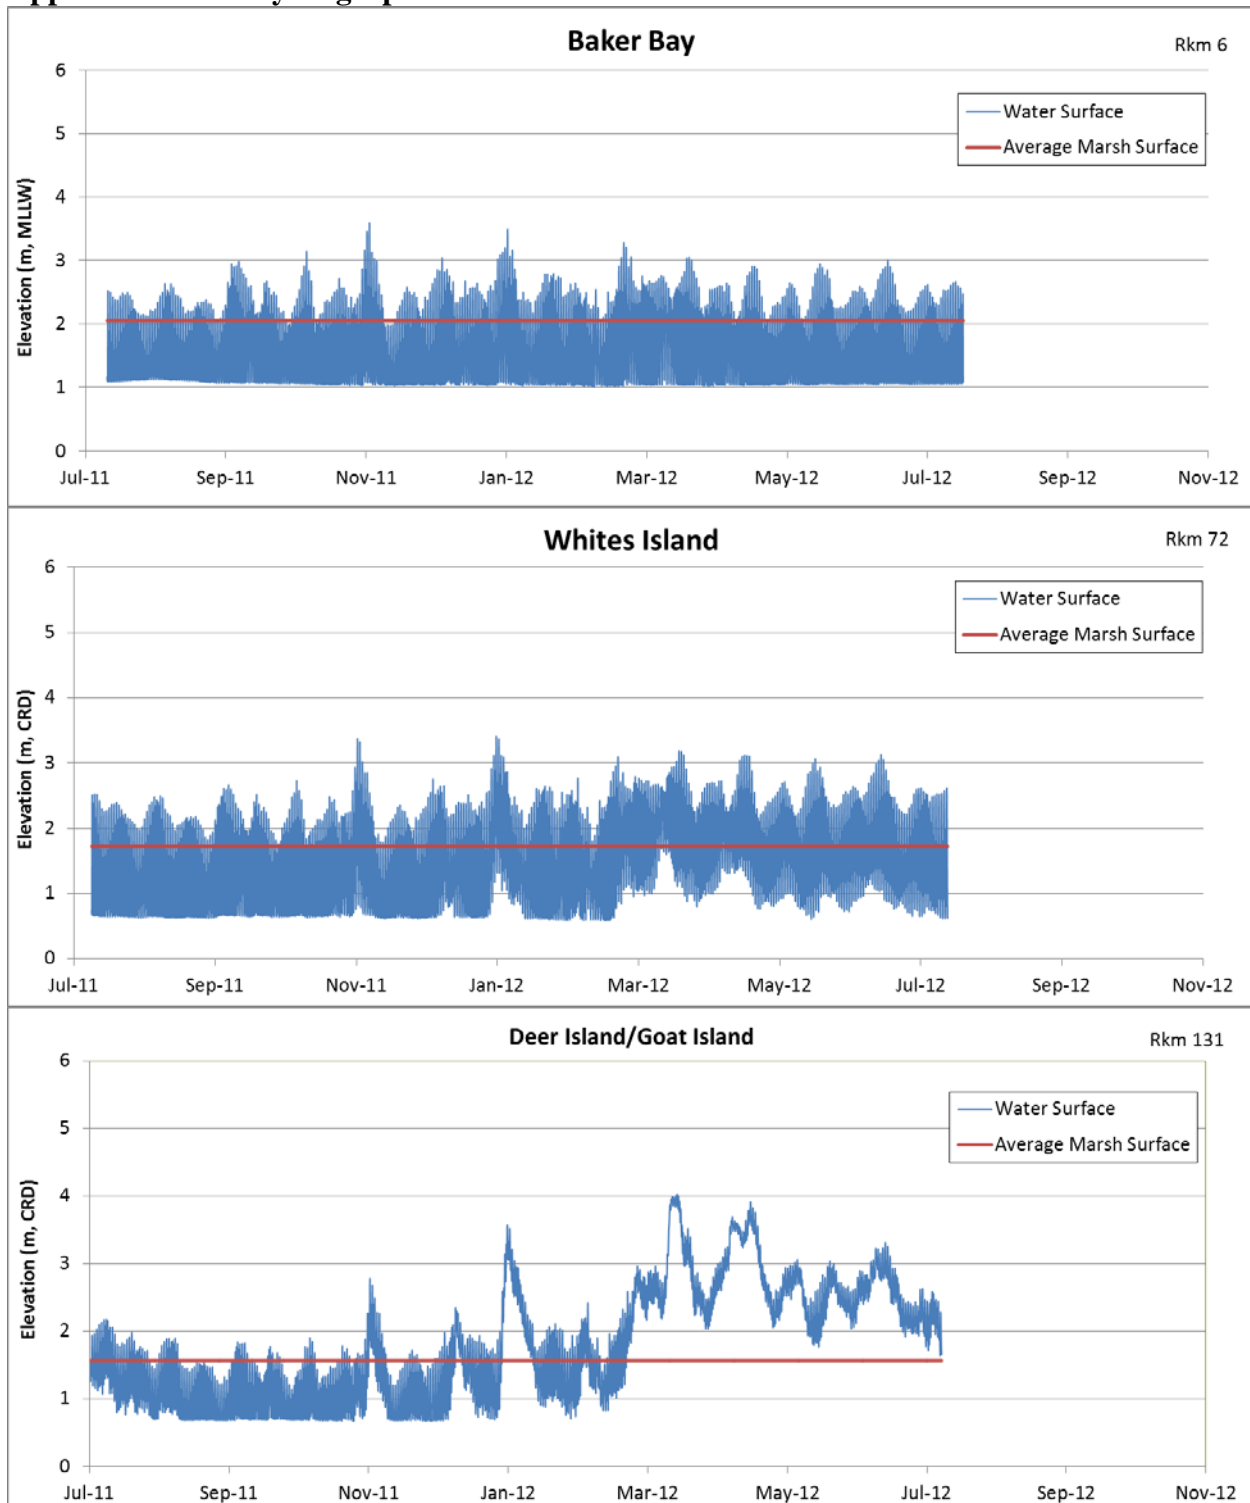 Baker Bay
Rkm 6
6
5
4
3
2
1
0
Elevation (m, MLLW)
Water Surface
Average Marsh Surface
Jul-11 Sep-11 Nov-11 Jan-12 Mar-12 May-12 Jul-12 Sep-12 Nov-12
Whites Island
Rkm 72
6
5
4
3
2
1
0
Elevation (m, CRD)
Water Surface
Average Marsh Surface
Jul-11 Sep-11 Nov-11 Jan-12 Mar-12 May-12 Jul-12 Sep-12 Nov-12
Deer Island/Goat Island
Rkm 131
6
5
4
3
2
1
0
Elevation (m, CRD)
Water Surface
Average Marsh Surface
Jul-11 Sep-11 Nov-11 Jan-12 Mar-12 May-12 Jul-12 Sep-12 Nov-12